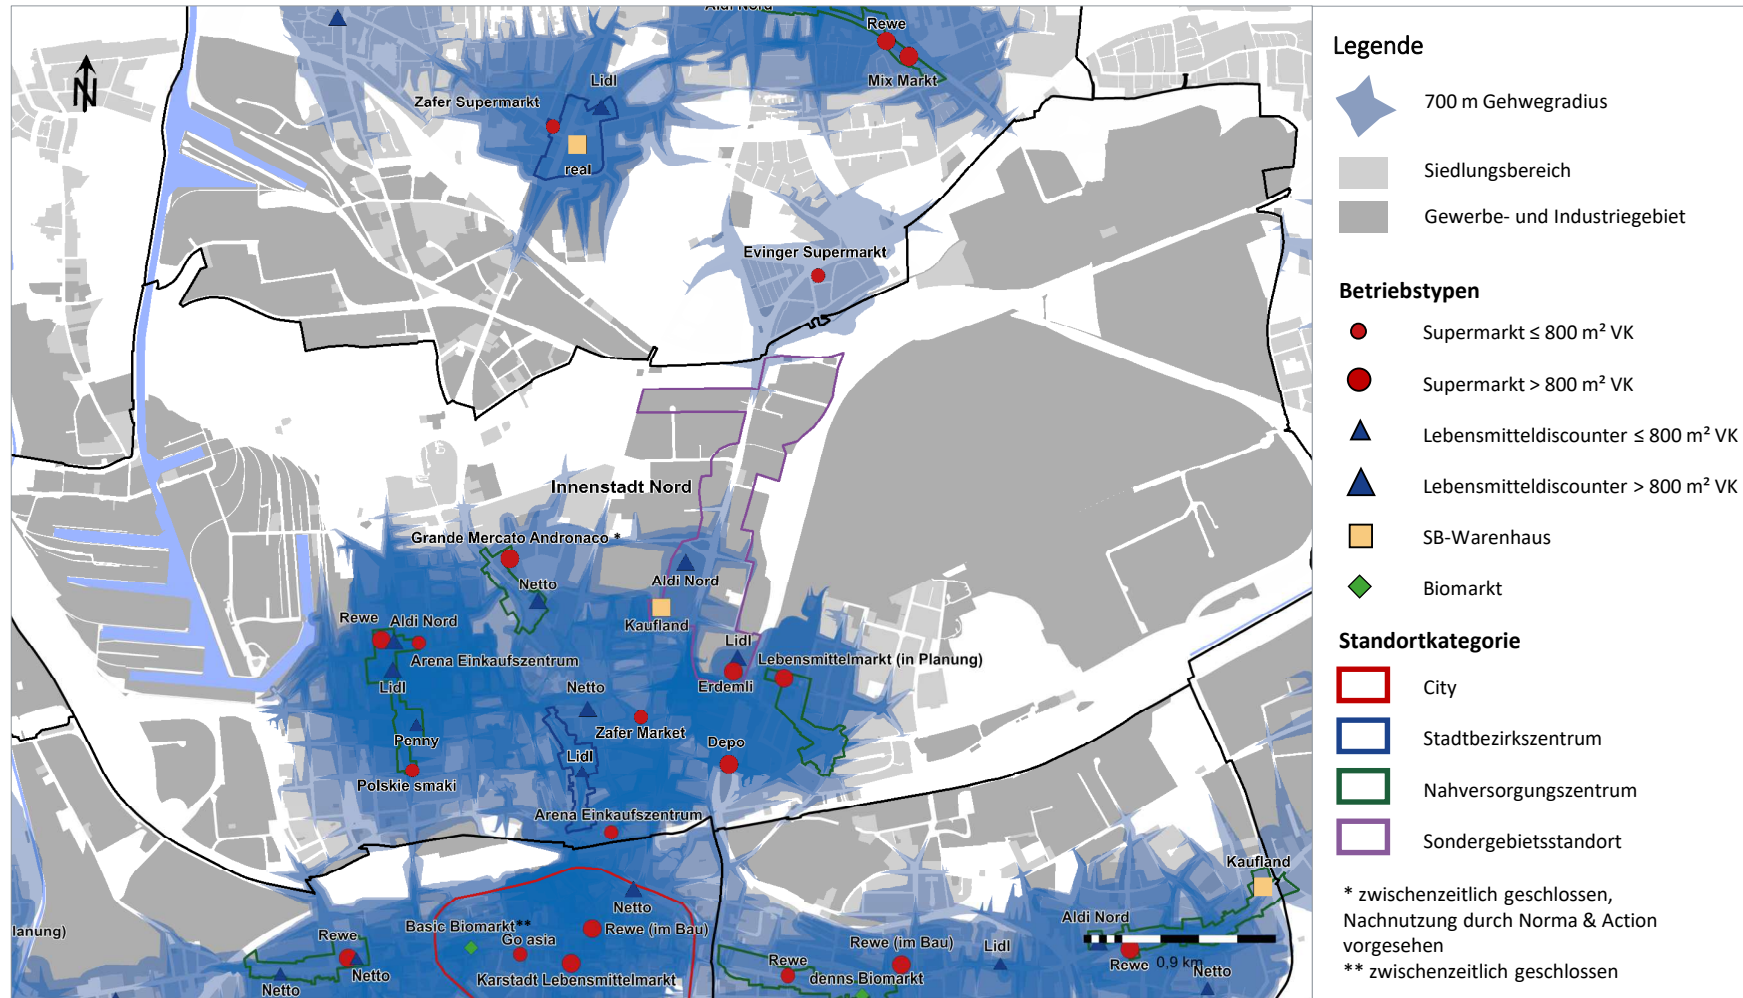 Aldi Nord
Rewe
Mix Markt
Lidl
Zafer Supermarkt
real
N
Evinger Supermarkt
Innenstadt Nord
Grande Mercato Andronaco *
Netto
Aldi Nord
Kaufland
Rewe
Aldi Nord
Arena Einkaufszentrum
Lidl
Lidl
Lebensmittelmarkt (in Planung)
Erdemli
Netto
Zafer Market
Penny
Lidl
Depo
Polskie smaki
Arena Einkaufszentrum
Kaufland
Netto
Basic Biomarkt**
Go asia
Rewe (im Bau)
Karstadt Lebensmittelmarkt
lanung)
Rewe
Netto
Netto
Rewe (im Bau)
Rewe
denns Biomarkt
Lidl
Aldi Nord
Rewe
0,9 km
Netto
Legende
700 m Gehwegradius
Siedlungsbereich
Gewerbe- und Industriegebiet
Betriebstypen
Supermarkt ≤ 800 m² VK
Supermarkt > 800 m² VK
Lebensmitteldiscounter ≤ 800 m² VK
Lebensmitteldiscounter > 800 m² VK
SB-Warenhaus
Biomarkt
Standortkategorie
City
Stadtbezirkszentrum
Nahversorgungszentrum
Sondergebietsstandort
* zwischenzeitlich geschlossen,
Nachnutzung durch Norma & Action
vorgesehen
** zwischenzeitlich geschlossen